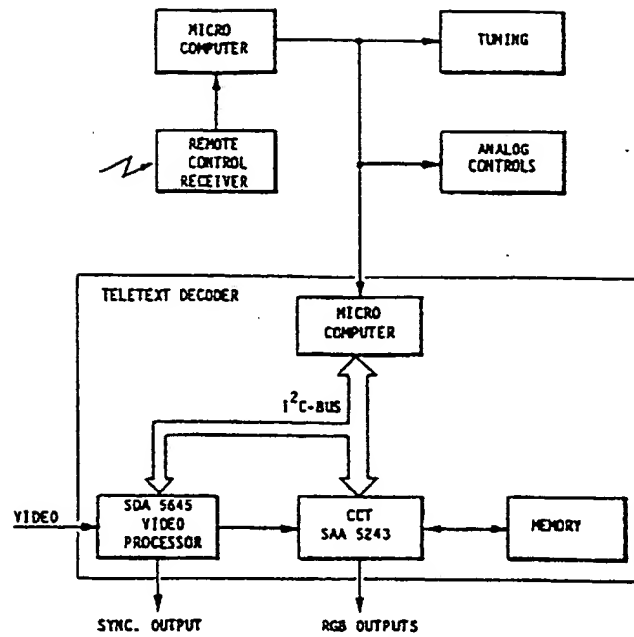 MICRO
COMPUTER
TUNING
REMOTE
CONTROL
RECEIVER
ANALOG
CONTROLS
TELETEXT DECODER
MICRO
COMPUTER
I²C-BUS
VIDEO
SDA 5645
VIDEO
PROCESSOR
CCT
SAA 5243
MEMORY
SYNC. OUTPUT
RGB OUTPUTS